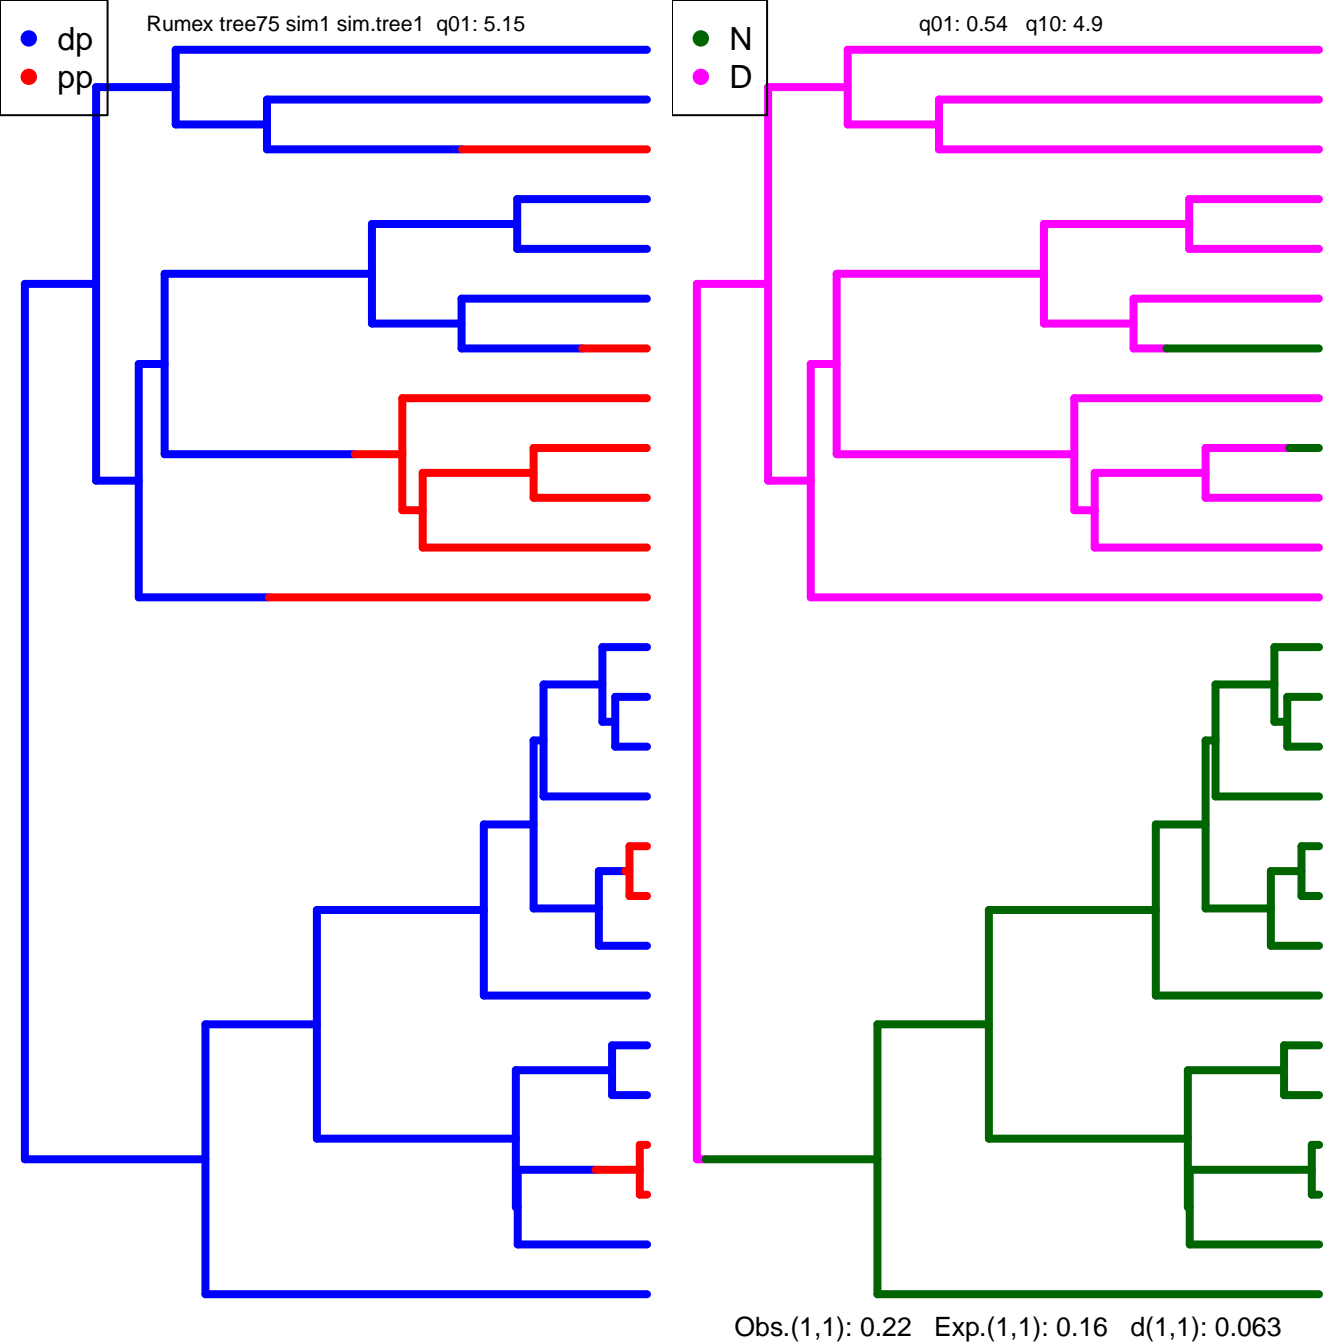 Rumex tree75 sim1 sim.tree1  q01: 5.15
dp
pp
q01: 0.54   q10: 4.9
N
D
Obs.(1,1): 0.22   Exp.(1,1): 0.16   d(1,1): 0.063